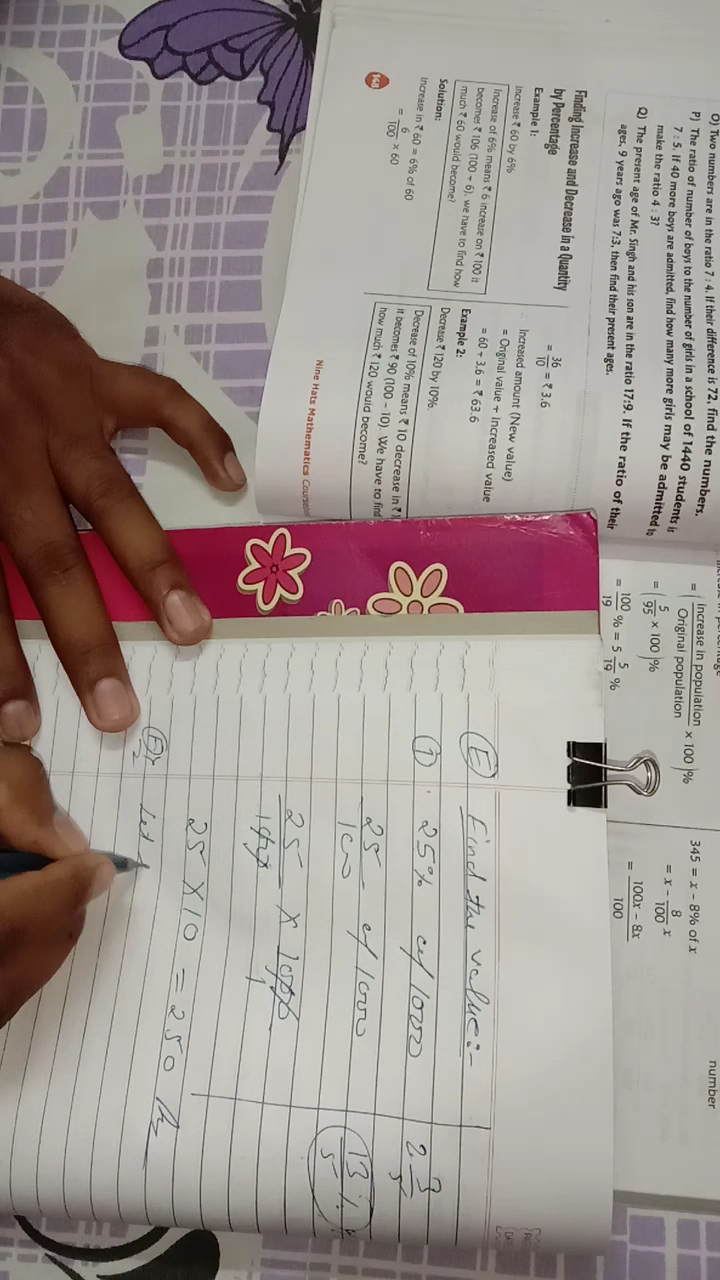 O) Two numbers are in the ratio 7 : 4. If their difference is 72, find the numbers.
P) The ratio of number of boys to the number of girls in a school of 1440 students is
7 : 5. If 40 more boys are admitted, find how many more girls may be admitted to
make the ratio 4 : 3?
Q) The present age of Mr. Singh and his son are in the ratio 17:9. If the ratio of their
ages, 9 years ago was 7:3, then find their present ages.
Finding Increase and Decrease in a Quantity
by Percentage
Example 1:
Increase ₹ 60 by 6%
Increase of 6% means ₹ 6 increase on ₹ 100 it
becomes ₹ 106 (100 + 6), we have to find how
much ₹ 60 would become?
Solution:
Increase in ₹ 60 = 6% of 60
= 6/100 × 60
148
= 36/10 = ₹ 3.6
Increased amount (New value)
= Original value + Increased value
= 60 + 3.6 = ₹ 63.6
Example 2:
Decrease ₹ 120 by 10%.
Decrease of 10% means ₹ 10 decrease in ₹
it becomes ₹ 90 (100 – 10). We have to find
how much ₹ 120 would become?
Nine Hats Mathematics
= (Increase in population/Original population × 100)%
= (5/95 × 100)%
= 100/19 % = 5 5/19 %
345 = x – 8% of x
= x – 8/100 x
= 100x – 8x/100
number
(E) Find the value:-
(1) 25% of 1000
25/100 of 1000
25/100 × 1000
25 × 10 = 250
2 3/5
13/5 %
Let